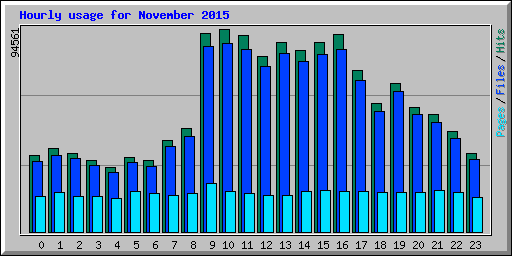 Hourly usage for November 2015
94561
Pages/Files/Hits
0 1 2 3 4 5 6 7 8 9 10 11 12 13 14 15 16 17 18 19 20 21 22 23